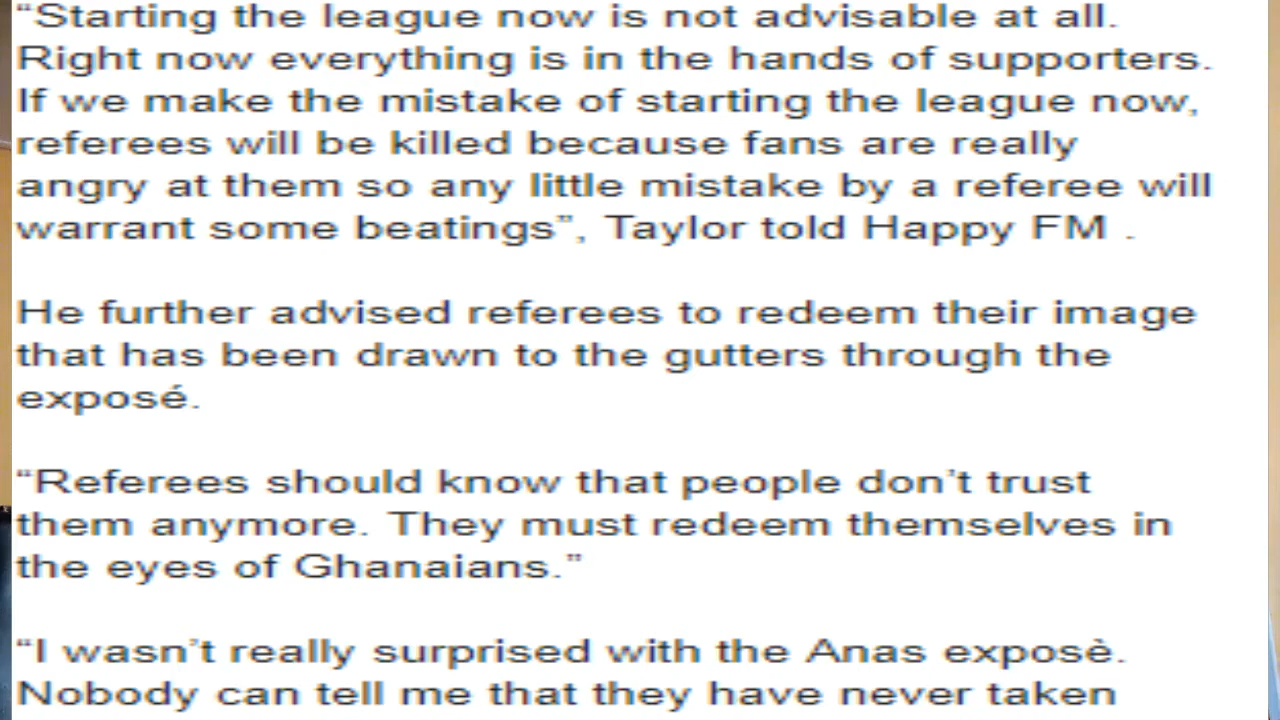 “Starting the league now is not advisable at all.
Right now everything is in the hands of supporters.
If we make the mistake of starting the league now,
referees will be killed because fans are really
angry at them so any little mistake by a referee will
warrant some beatings”, Taylor told Happy FM .
He further advised referees to redeem their image
that has been drawn to the gutters through the
exposé.
“Referees should know that people don’t trust
them anymore. They must redeem themselves in
the eyes of Ghanaians.”
“I wasn’t really surprised with the Anas exposè.
Nobody can tell me that they have never taken